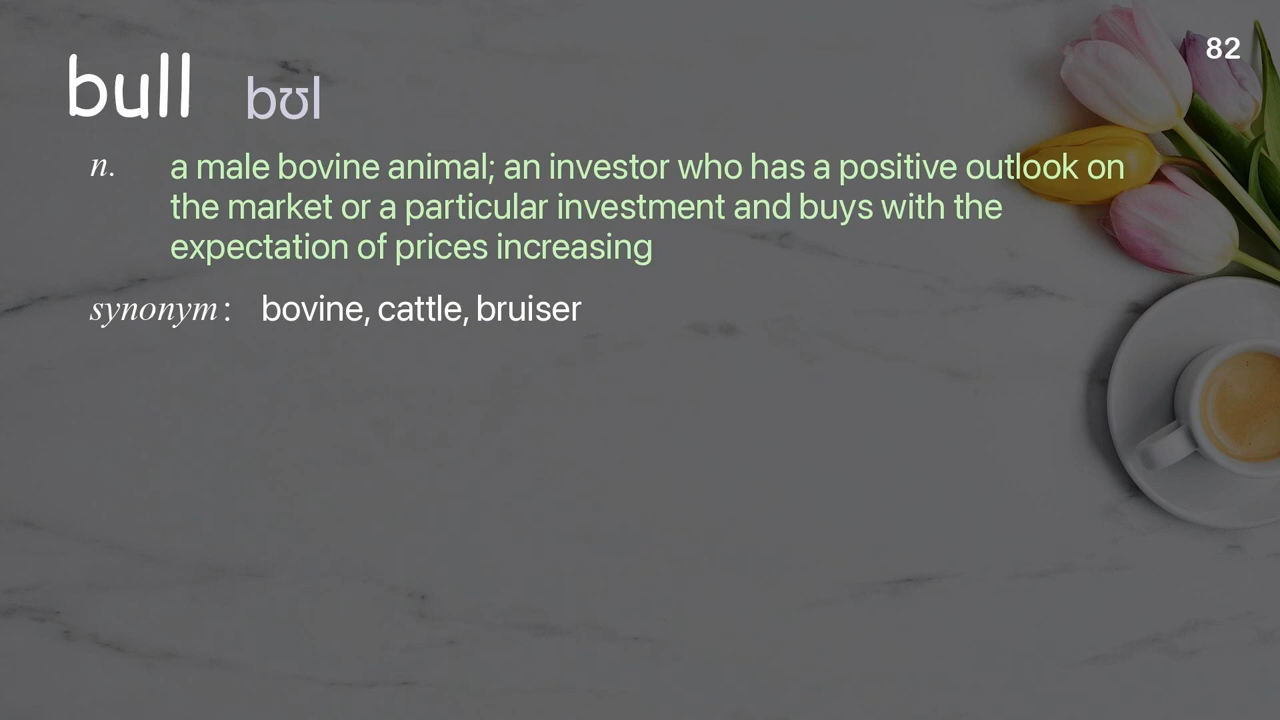 82
bull bʊl
n. a male bovine animal; an investor who has a positive outlook on
the market or a particular investment and buys with the
expectation of prices increasing
synonym: bovine, cattle, bruiser